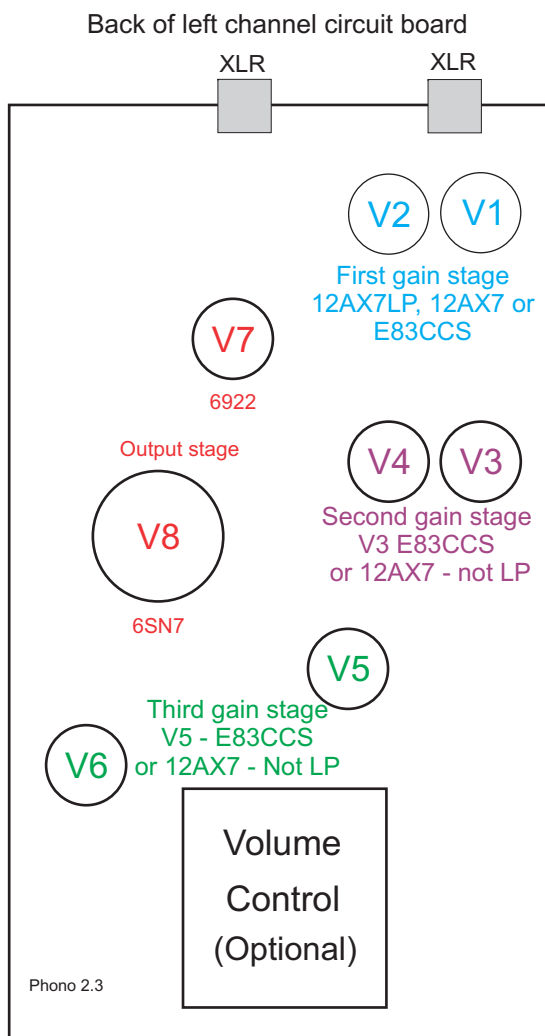 Back of left channel circuit board
XLR
XLR
V2
V1
First gain stage
12AX7LP, 12AX7 or
E83CCS
V7
6922
Output stage
V4
V3
Second gain stage
V3 E83CCS
or 12AX7 - not LP
V8
6SN7
V5
Third gain stage
V5 - E83CCS
or 12AX7 - Not LP
V6
Volume
Control
(Optional)
Phono 2.3